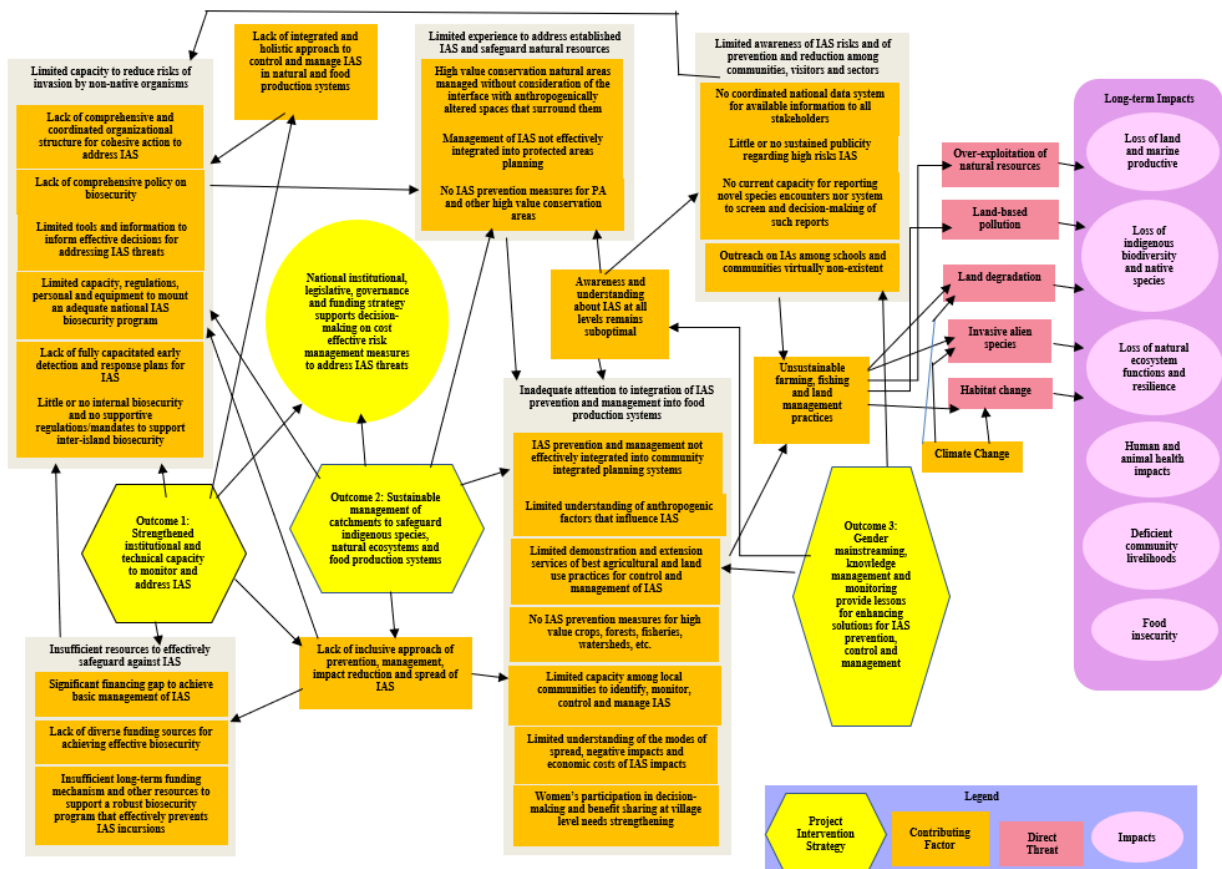 Limited capacity to reduce risks of
invasion by non-native organisms
Lack of comprehensive and
coordinated organizational
structure for cohesive action to
address IAS
Lack of comprehensive policy on
biosecurity
Limited tools and information to
inform effective decisions for
addressing IAS threats
Limited capacity, regulations,
personal and equipment to mount
an adequate national IAS
biosecurity program
Lack of fully capacitated early
detection and response plans for
IAS
Little or no internal biosecurity
and no supportive
regulations/mandates to support
inter-island biosecurity
Lack of integrated and
holistic approach to
control and manage IAS
in natural and food
production systems
Limited experience to address established
IAS and safeguard natural resources
High value conservation natural areas
managed without consideration of the
interface with anthropogenically
altered spaces that surround them
Management of IAS not effectively
integrated into protected areas
planning
No IAS prevention measures for PA
and other high value conservation
areas
Limited awareness of IAS risks and of
prevention and reduction among
communities, visitors and sectors
No coordinated national data system
for available information to all
stakeholders
Little or no sustained publicity
regarding high risks IAS
No current capacity for reporting
novel species encounters nor system
to screen and decision-making of
such reports
Outreach on IAs among schools and
communities virtually non-existent
National institutional,
legislative, governance
and funding strategy
supports decision-
making on cost
effective risk
management measures
to address IAS threats
Awareness and
understanding
about IAS at all
levels remains
suboptimal
Unsustainable
farming, fishing
and land
management
practices
Over-exploitation of
natural resources
Land-based
pollution
Land degradation
Invasive alien
species
Habitat change
Climate Change
Long-term Impacts
Loss of land
and marine
productive
Loss of
indigenous
biodiversity
and native
species
Loss of natural
ecosystem
functions and
resilience
Human and
animal health
impacts
Deficient
community
livelihoods
Food
insecurity
Inadequate attention to integration of IAS
prevention and management into food
production systems
IAS prevention and management not
effectively integrated into community
integrated planning systems
Limited understanding of anthropogenic
factors that influence IAS
Limited demonstration and extension
services of best agricultural and land
use practices for control and
management of IAS
No IAS prevention measures for high
value crops, forests, fisheries,
watersheds, etc.
Limited capacity among local
communities to identify, monitor,
control and manage IAS
Limited understanding of the modes of
spread, negative impacts and
economic costs of IAS impacts
Women's participation in decision-
making and benefit sharing at village
level needs strengthening
Outcome 1:
Strengthened
institutional and
technical capacity
to monitor and
address IAS
Outcome 2: Sustainable
management of
catchments to safeguard
indigenous species,
natural ecosystems and
food production systems
Outcome 3:
Gender
mainstreaming,
knowledge
management and
monitoring
provide lessons
for enhancing
solutions for IAS
prevention,
control and
management
Insufficient resources to effectively
safeguard against IAS
Significant financing gap to achieve
basic management of IAS
Lack of diverse funding sources for
achieving effective biosecurity
Insufficient long-term funding
mechanism and other resources to
support a robust biosecurity
program that effectively prevents
IAS incursions
Lack of inclusive approach of
prevention, management,
impact reduction and spread of
IAS
Legend
Project
Intervention
Strategy
Contributing
Factor
Direct
Threat
Impacts